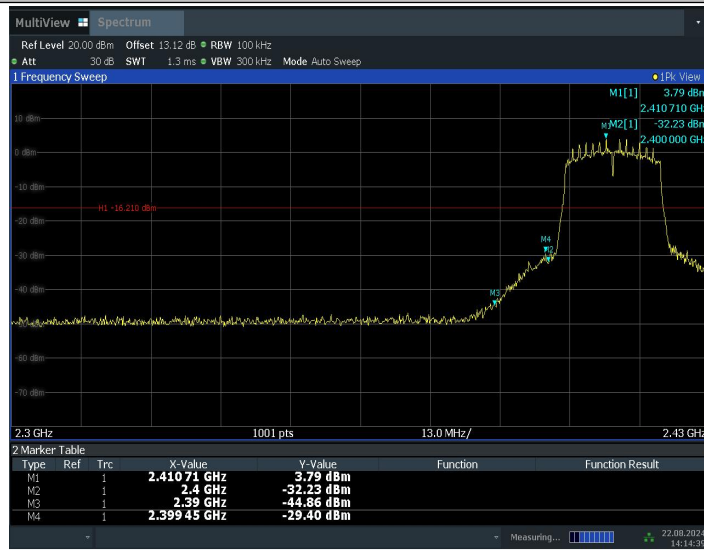 MultiView Spectrum
Ref Level 20.00 dBm Offset 13.12 dB RBW 100 kHz
Att 30 dB SWT 1.3 ms VBW 300 kHz Mode Auto Sweep
1 Frequency Sweep 1Pk View
M1[1] 3.79 dBm
2.410 710 GHz
10 dBm
M1 M2[1] -32.23 dBm
2.400 000 GHz
0 dBm
-10 dBm
H1 -16.210 dBm
-20 dBm
M4
M2
-30 dBm
-40 dBm
M3
-60 dBm
-70 dBm
2.3 GHz 1001 pts 13.0 MHz/ 2.43 GHz
2 Marker Table
Type Ref Trc X-Value Y-Value Function Function Result
M1 1 2.410 71 GHz 3.79 dBm
M2 1 2.4 GHz -32.23 dBm
M3 1 2.39 GHz -44.86 dBm
M4 1 2.399 45 GHz -29.40 dBm
Measuring... 22.08.2024
14:14:39